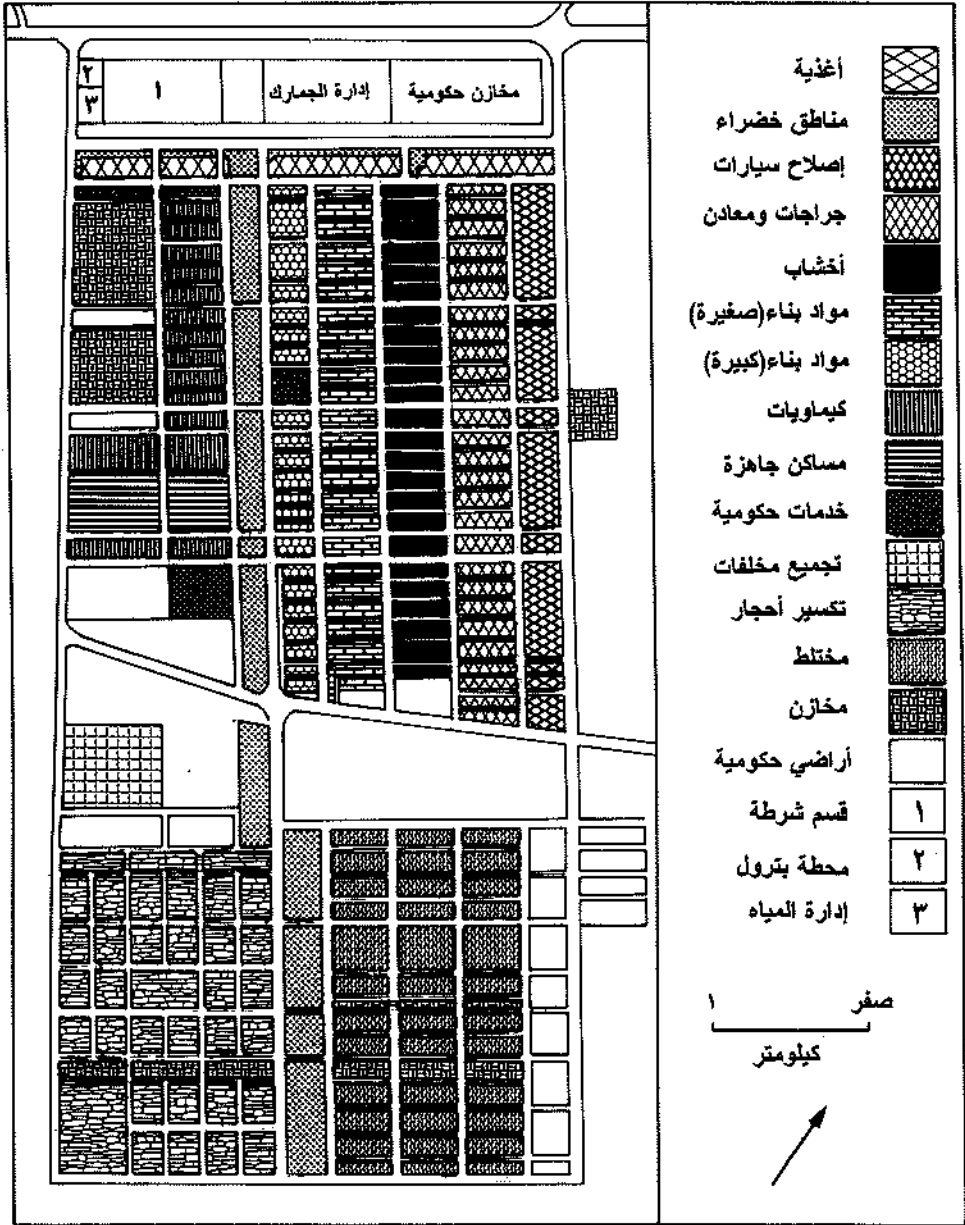 مخازن حكومية
إدارة الجمارك
١
٢
٣
أغذية
مناطق خضراء
إصلاح سيارات
جراجات ومعادن
أخشاب
مواد بناء(صغيرة)
مواد بناء(كبيرة)
كيماويات
مساكن جاهزة
خدمات حكومية
تجميع مخلفات
تكسير أحجار
مختلط
مخازن
أراضي حكومية
قسم شرطة ١
محطة بترول ٢
إدارة المياه ٣
صفر ١
كيلومتر